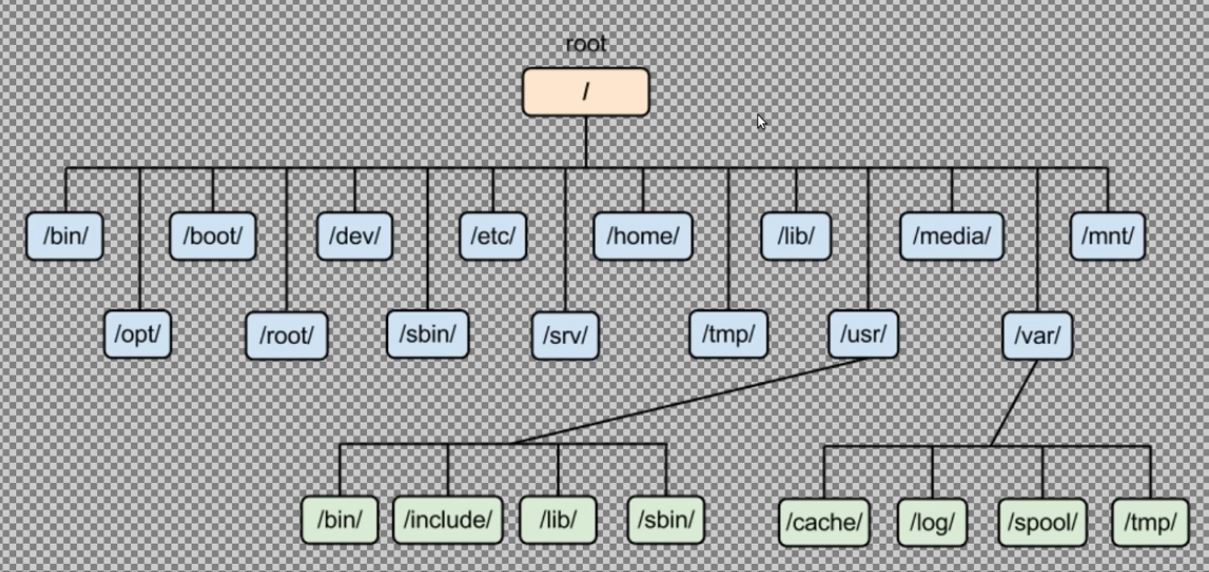 root
/
/bin/
/boot/
/dev/
/etc/
/home/
/lib/
/media/
/mnt/
/opt/
/root/
/sbin/
/srv/
/tmp/
/usr/
/var/
/bin/
/include/
/lib/
/sbin/
/cache/
/log/
/spool/
/tmp/